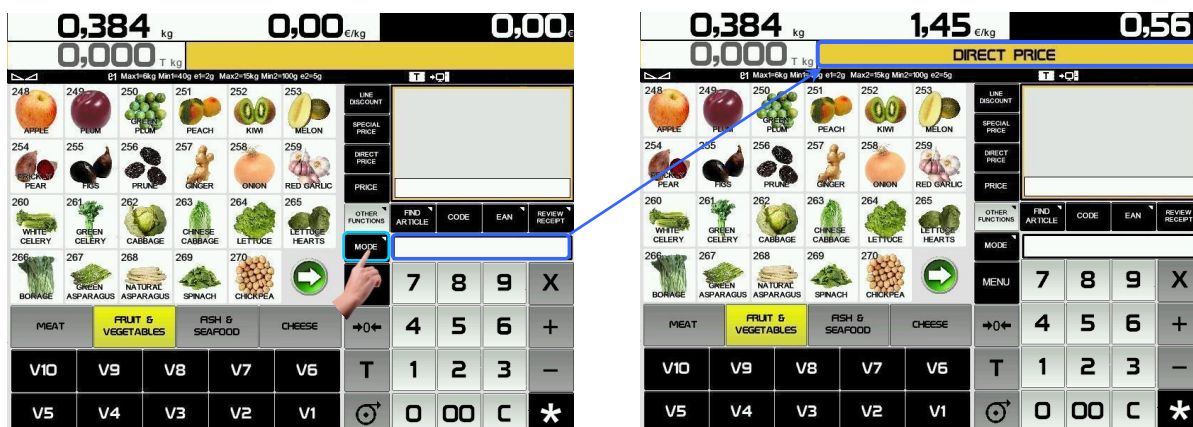 0,384 kg 0,00 €/kg 0,00 €
0,000 T kg
e1 Max1=6kg Min1=40g e1=2g Max2=15kg Min2=100g e2=5g T
248 249 250 251 252 253
APPLE PLUM GREEN PLUM PEACH KIWI MELON
254 255 256 257 258 259
PEAR FIGS PRUNE GINGER ONION RED GARLIC
260 261 262 263 264 265
WHITE CELERY GREEN CELERY CABBAGE CHINESE CABBAGE LETTUCE LETTUCE HEARTS
266 267 268 269 270
BORAGE GREEN ASPARAGUS NATURAL ASPARAGUS SPINACH CHICKPEA
LINE DISCOUNT
SPECIAL PRICE
DIRECT PRICE
PRICE
OTHER FUNCTIONS FIND ARTICLE CODE EAN REVIEW RECEIPT
MODE
7 8 9 X
MEAT FRUIT & VEGETABLES FISH & SEAFOOD CHEESE →0← 4 5 6 +
V10 V9 V8 V7 V6 T 1 2 3 −
V5 V4 V3 V2 V1 0 00 C *
0,384 kg 1,45 €/kg 0,56
0,000 T kg DIRECT PRICE
e1 Max1=6kg e1=2g Max2=15kg Min2=100g e2=5g T
248 249 250 251 252 253
APPLE PLUM GREEN PLUM PEACH KIWI MELON
254 255 256 257 258 259
PEAR FIGS PRUNE GINGER ONION RED GARLIC
260 261 262 263 264 265
WHITE CELERY GREEN CELERY CABBAGE CHINESE CABBAGE LETTUCE LETTUCE HEARTS
266 267 268 269 270
BORAGE GREEN ASPARAGUS NATURAL ASPARAGUS SPINACH CHICKPEA
LINE DISCOUNT
SPECIAL PRICE
DIRECT PRICE
PRICE
OTHER FUNCTIONS FIND ARTICLE CODE EAN REVIEW RECEIPT
MODE
MENU 7 8 9 X
MEAT FRUIT & VEGETABLES FISH & SEAFOOD CHEESE →0← 4 5 6 +
V10 V9 V8 V7 V6 T 1 2 3 −
V5 V4 V3 V2 V1 0 00 C *